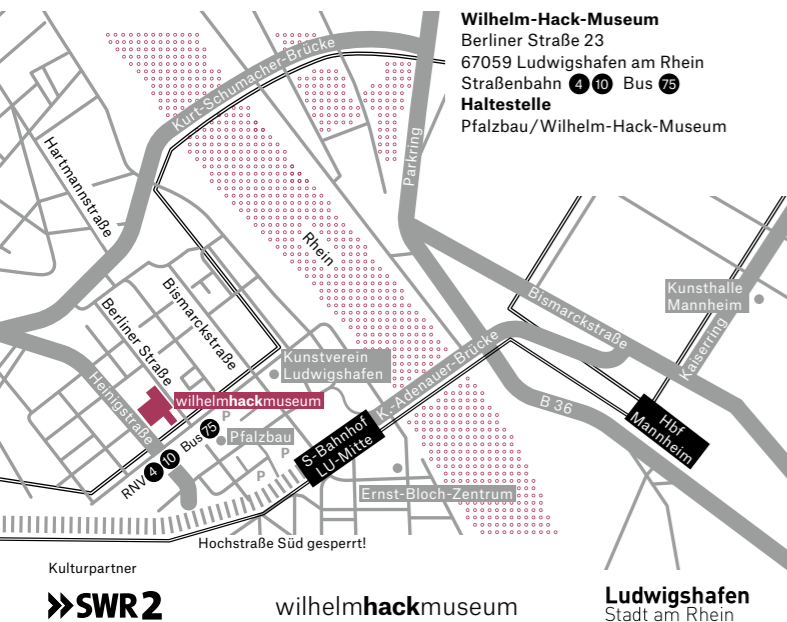 Wilhelm-Hack-Museum
Berliner Straße 23
67059 Ludwigshafen am Rhein
Straßenbahn 4 10 Bus 75
Haltestelle
Pfalzbau/Wilhelm-Hack-Museum
Kurt-Schumacher-Brücke
Parkring
Hartmannstraße
Rhein
Bismarckstraße
Berliner Straße
Heinigstraße
Kunsthalle
Mannheim
Bismarckstraße
Kaiserring
Kunstverein
Ludwigshafen
K.-Adenauer-Brücke
wilhelmhackmuseum
B 36
Hbf
Mannheim
P
Pfalzbau
S-Bahnhof
LU-Mitte
RNV 4 10 Bus 75
P
P
Ernst-Bloch-Zentrum
Hochstraße Süd gesperrt!
Kulturpartner
SWR2
wilhelmhackmuseum
Ludwigshafen
Stadt am Rhein